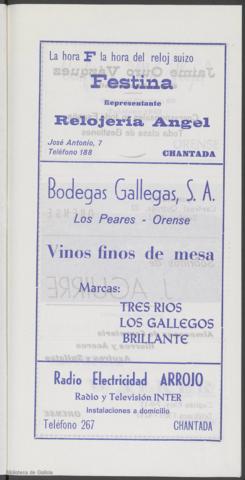 La hora F la hora del reloj suizo
Festina
Representante
Relojería Angel
José Antonio, 7
Teléfono 188 CHANTADA
Bodegas Gallegas, S. A.
Los Peares - Orense
Vinos finos de mesa
Marcas:
TRES RIOS
LOS GALLEGOS
BRILLANTE
Radio Electricidad ARROJO
Radio y Televisión INTER
Instalaciones a domicilio
Teléfono 267 CHANTADA
Biblioteca de Galicia